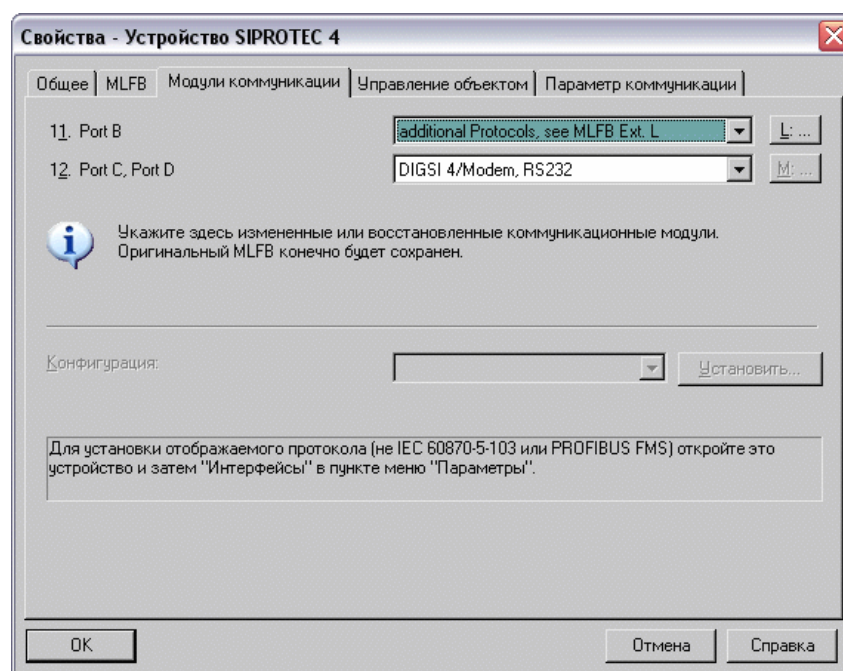 Свойства - Устройство SIPROTEC 4
Общее MLFB Модули коммуникации Управление объектом Параметр коммуникации
11. Port B additional Protocols, see MLFB Ext. L L: ...
12. Port C, Port D DIGSI 4/Modem, RS232 M: ...
Укажите здесь измененные или восстановленные коммуникационные модули.
Оригинальный MLFB конечно будет сохранен.
Конфигурация: Установить...
Для установки отображаемого протокола (не IEC 60870-5-103 или PROFIBUS FMS) откройте это
устройство и затем "Интерфейсы" в пункте меню "Параметры".
OK Отмена Справка